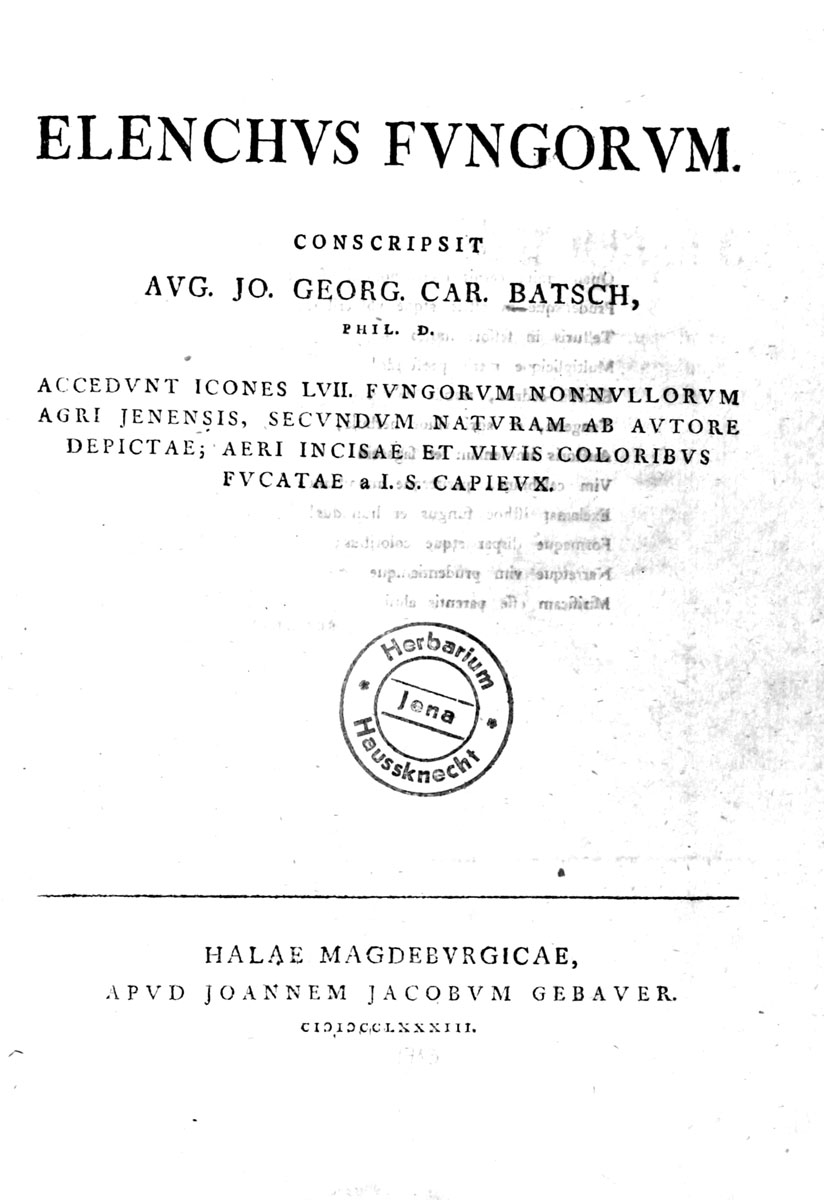 ELENCHVS FVNGORVM.
CONSCRIPSIT
AVG. JO. GEORG. CAR. BATSCH,
PHIL. D.
ACCEDVNT ICONES LVII. FVNGORVM NONNVLLORVM
AGRI JENENSIS, SECVNDVM NATVRAM AB AVTORE
DEPICTAE; AERI INCISAE ET VIVIS COLORIBVS
FVCATAE a I. S. CAPIEVX.
Herbarium
Jena
Haussknecht
HALAE MAGDEBVRGICAE,
APVD JOANNEM JACOBVM GEBAVER.
CIↃIↃCCLXXXIII.